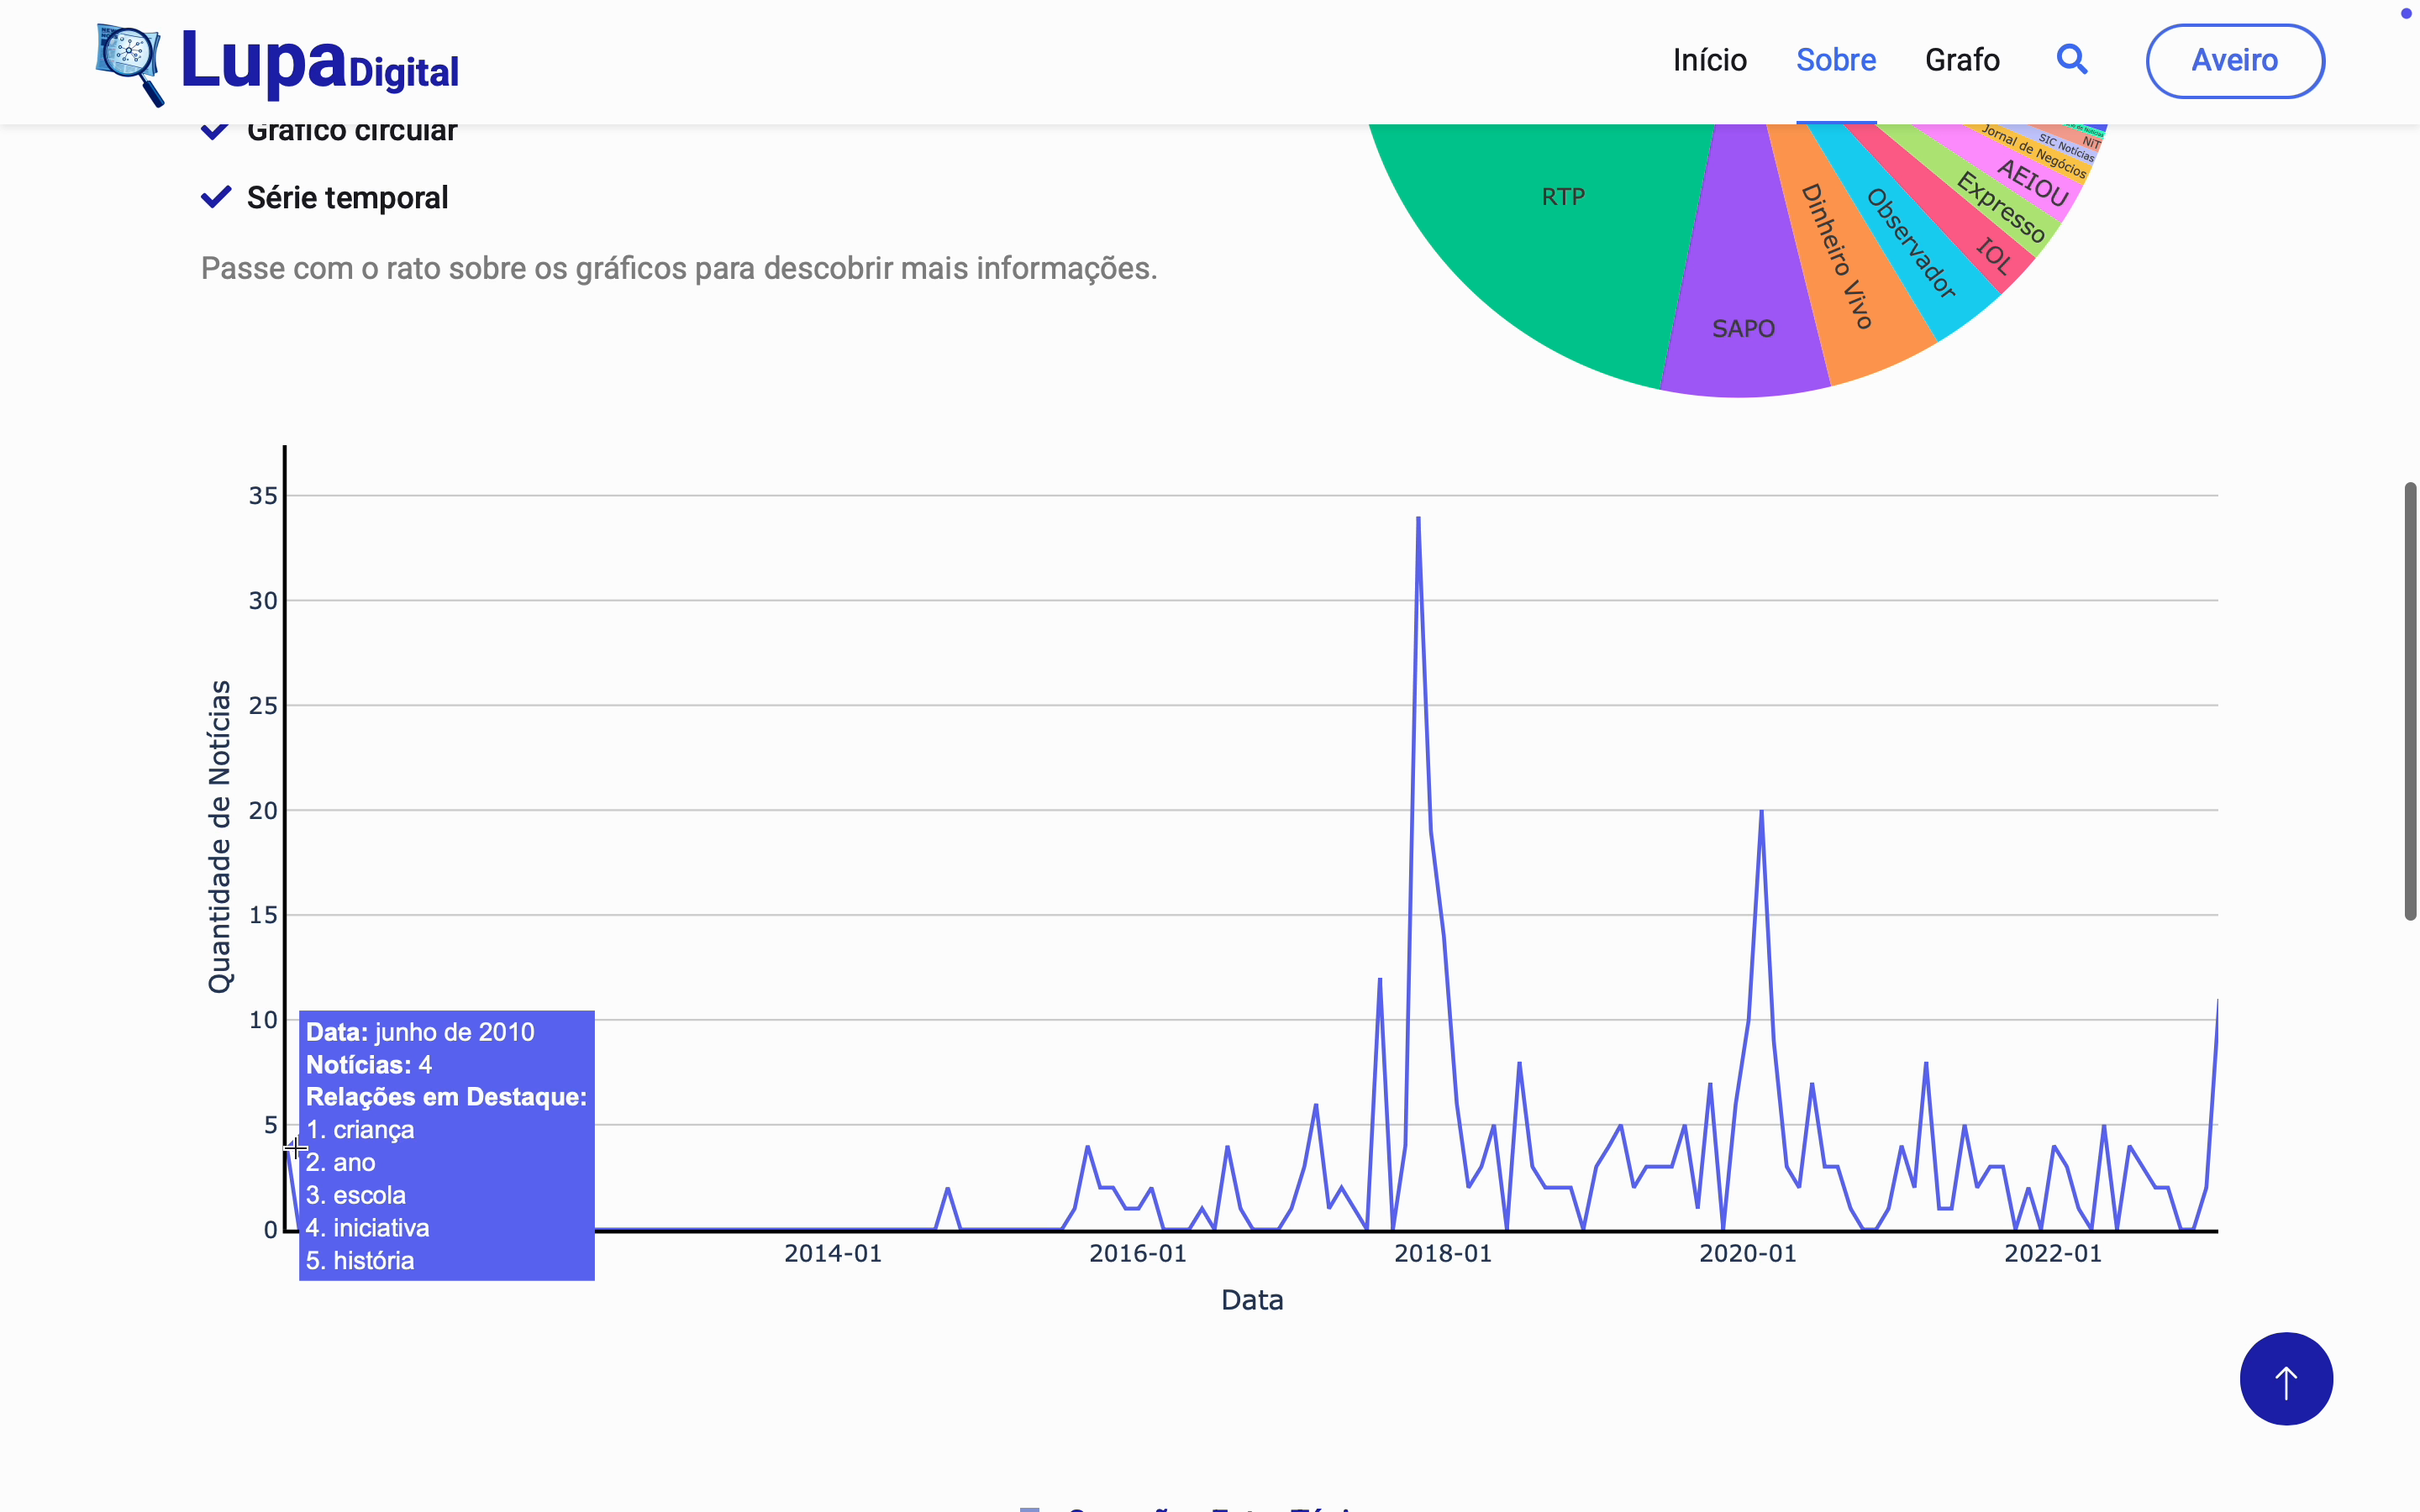 LupaDigital
Início
Sobre
Grafo
Aveiro
Gráfico circular
Série temporal
Passe com o rato sobre os gráficos para descobrir mais informações.
RTP
SAPO
Dinheiro Vivo
Observador
IOL
Expresso
AEIOU
Jornal de Negócios
SIC Notícias
NiT
35
30
25
20
15
10
5
0
Quantidade de Notícias
Data: junho de 2010
Notícias: 4
Relações em Destaque:
1. criança
2. ano
3. escola
4. iniciativa
5. história
2014-01
2016-01
2018-01
2020-01
2022-01
Data